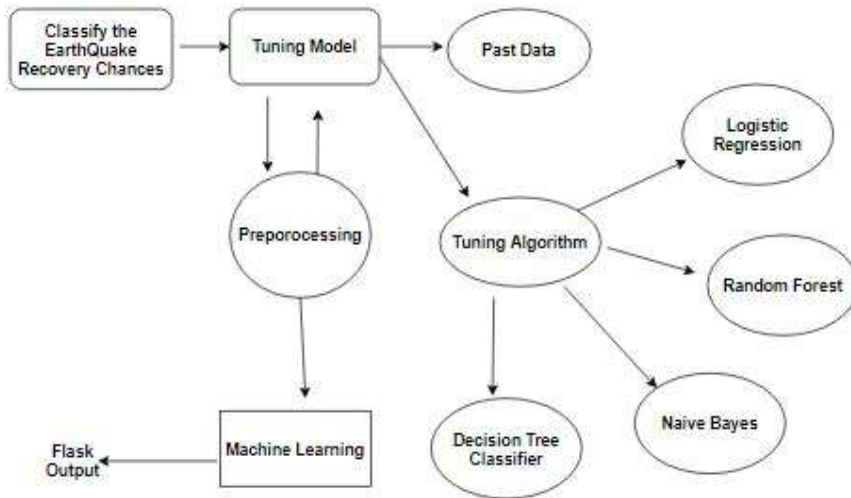 Classify the
EarthQuake
Recovery Chances
Tuning Model
Past Data
Logistic
Regression
Preporocessing
Tuning Algorithm
Random Forest
Naive Bayes
Decision Tree
Classifier
Machine Learning
Flask
Output